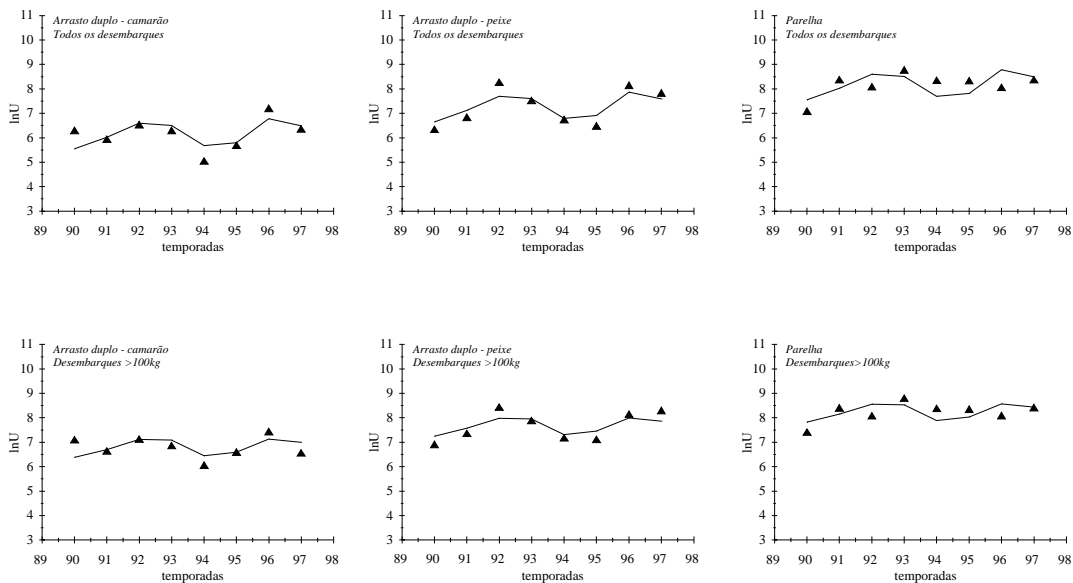 11
Arrasto duplo - camarão
Todos os desembarques
10
9
8
lnU
7
6
5
4
3
89 90 91 92 93 94 95 96 97 98
temporadas
11
Arrasto duplo - peixe
Todos os desembarques
10
9
8
lnU
7
6
5
4
3
89 90 91 92 93 94 95 96 97 98
temporadas
11
Parelha
Todos os desembarques
10
9
8
lnU
7
6
5
4
3
89 90 91 92 93 94 95 96 97 98
temporadas
11
Arrasto duplo - camarão
Desembarques >100kg
10
9
8
lnU
7
6
5
4
3
89 90 91 92 93 94 95 96 97 98
temporadas
11
Arrasto duplo - peixe
Desembarques >100kg
10
9
8
lnU
7
6
5
4
3
89 90 91 92 93 94 95 96 97 98
temporadas
11
Parelha
Desembarques>100kg
10
9
8
lnU
7
6
5
4
3
89 90 91 92 93 94 95 96 97 98
temporadas